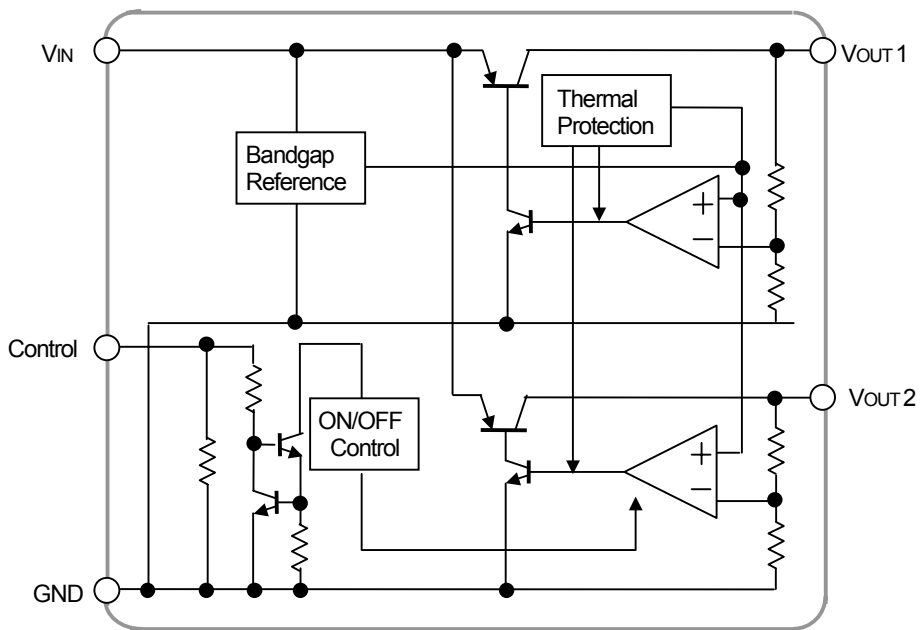 VIN
VOUT 1
Thermal
Protection
Bandgap
Reference
+
−
Control
VOUT 2
ON/OFF
Control
+
−
GND